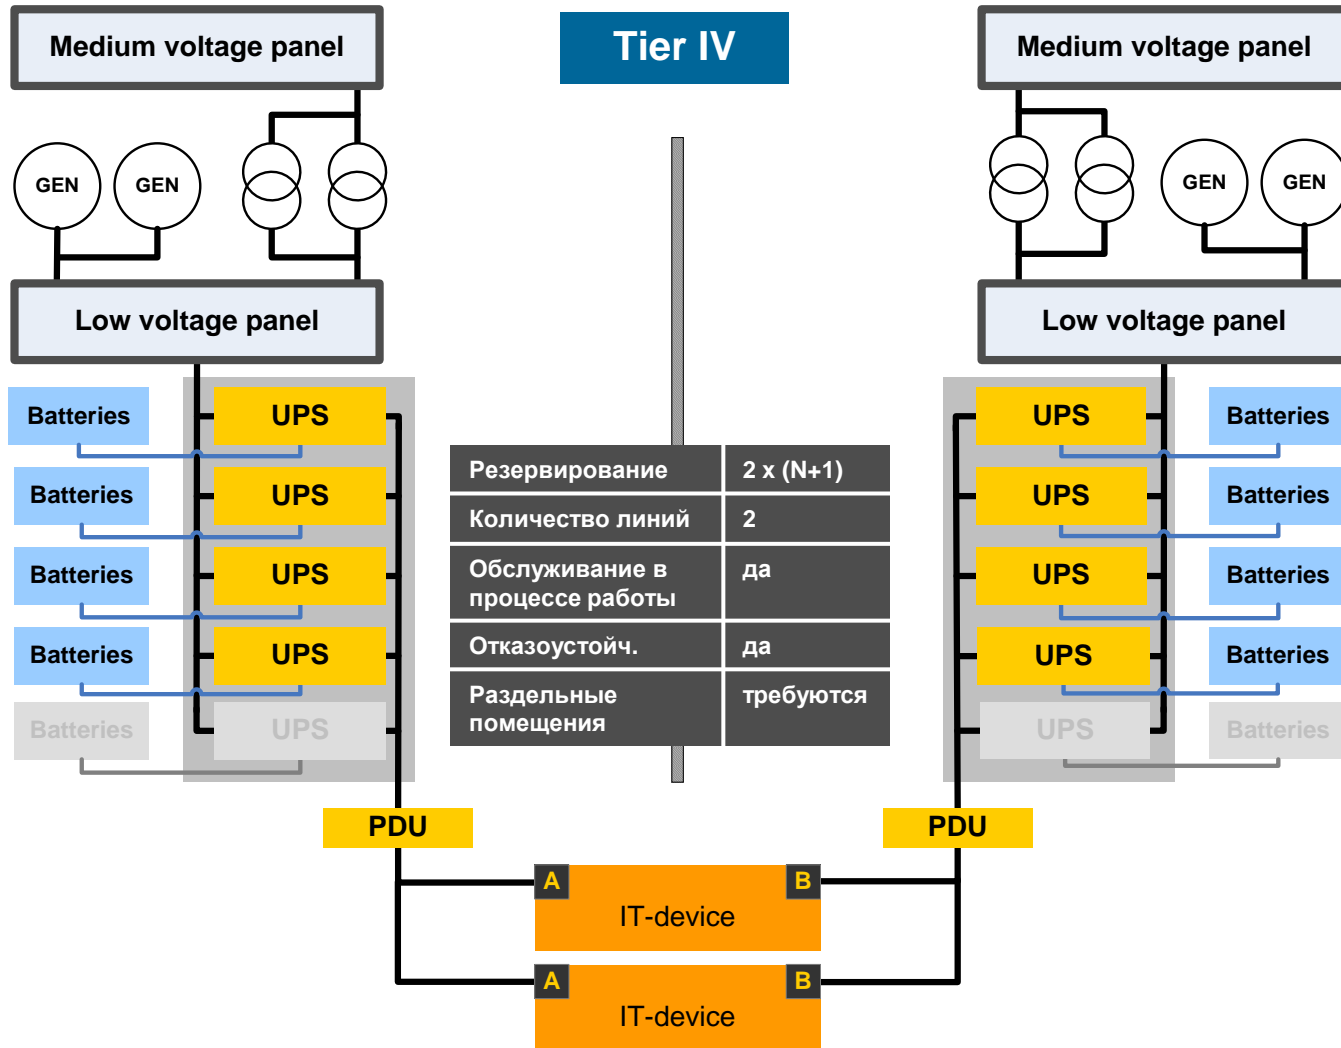 Medium voltage panel
Tier IV
Medium voltage panel
GEN
GEN
GEN
GEN
Low voltage panel
Low voltage panel
Batteries
UPS
UPS
Batteries
Batteries
UPS
UPS
Batteries
Batteries
UPS
UPS
Batteries
Batteries
UPS
UPS
Batteries
Batteries
UPS
UPS
Batteries
Резервирование 2 x (N+1)
Количество линий 2
Обслуживание в да
процессе работы
Отказоустойч. да
Раздельные требуются
помещения
PDU
PDU
A
B
IT-device
A
B
IT-device